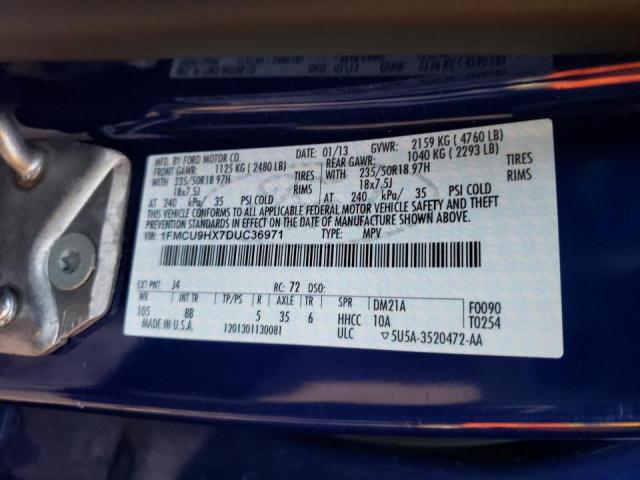 MFD. BY FORD MOTOR CO. 01/13 GVWR: 2159 KG ( 4760 LB)
FRONT GAWR: 1125 KG ( 2480 LB) REAR GAWR: 1040 KG ( 2293 LB)
WITH 235/50R18 97H TIRES WITH 235/50R18 97H TIRES
18x7.5J RIMS 18x7.5J RIMS
AT 240 kPa/ 35 PSI COLD AT 240 kPa/ 35 PSI COLD
THIS VEHICLE CONFORMS TO ALL APPLICABLE FEDERAL MOTOR VEHICLE SAFETY AND THEFT
PREVENTION STANDARDS IN EFFECT ON THE DATE OF MANUFACTURE SHOWN ABOVE.
VIN: 1FMCU9HX7DUC36971 TYPE: MPV
EXT PNT: J4 RC: 72 DSO:
WB INT TR TP/PS R AXLE TR SPR DM21A F0090
105 8B 5 35 6 HHCC 10A T0254
MADE IN U.S.A. 1201301130081 ULC 5U5A-3520472-AA